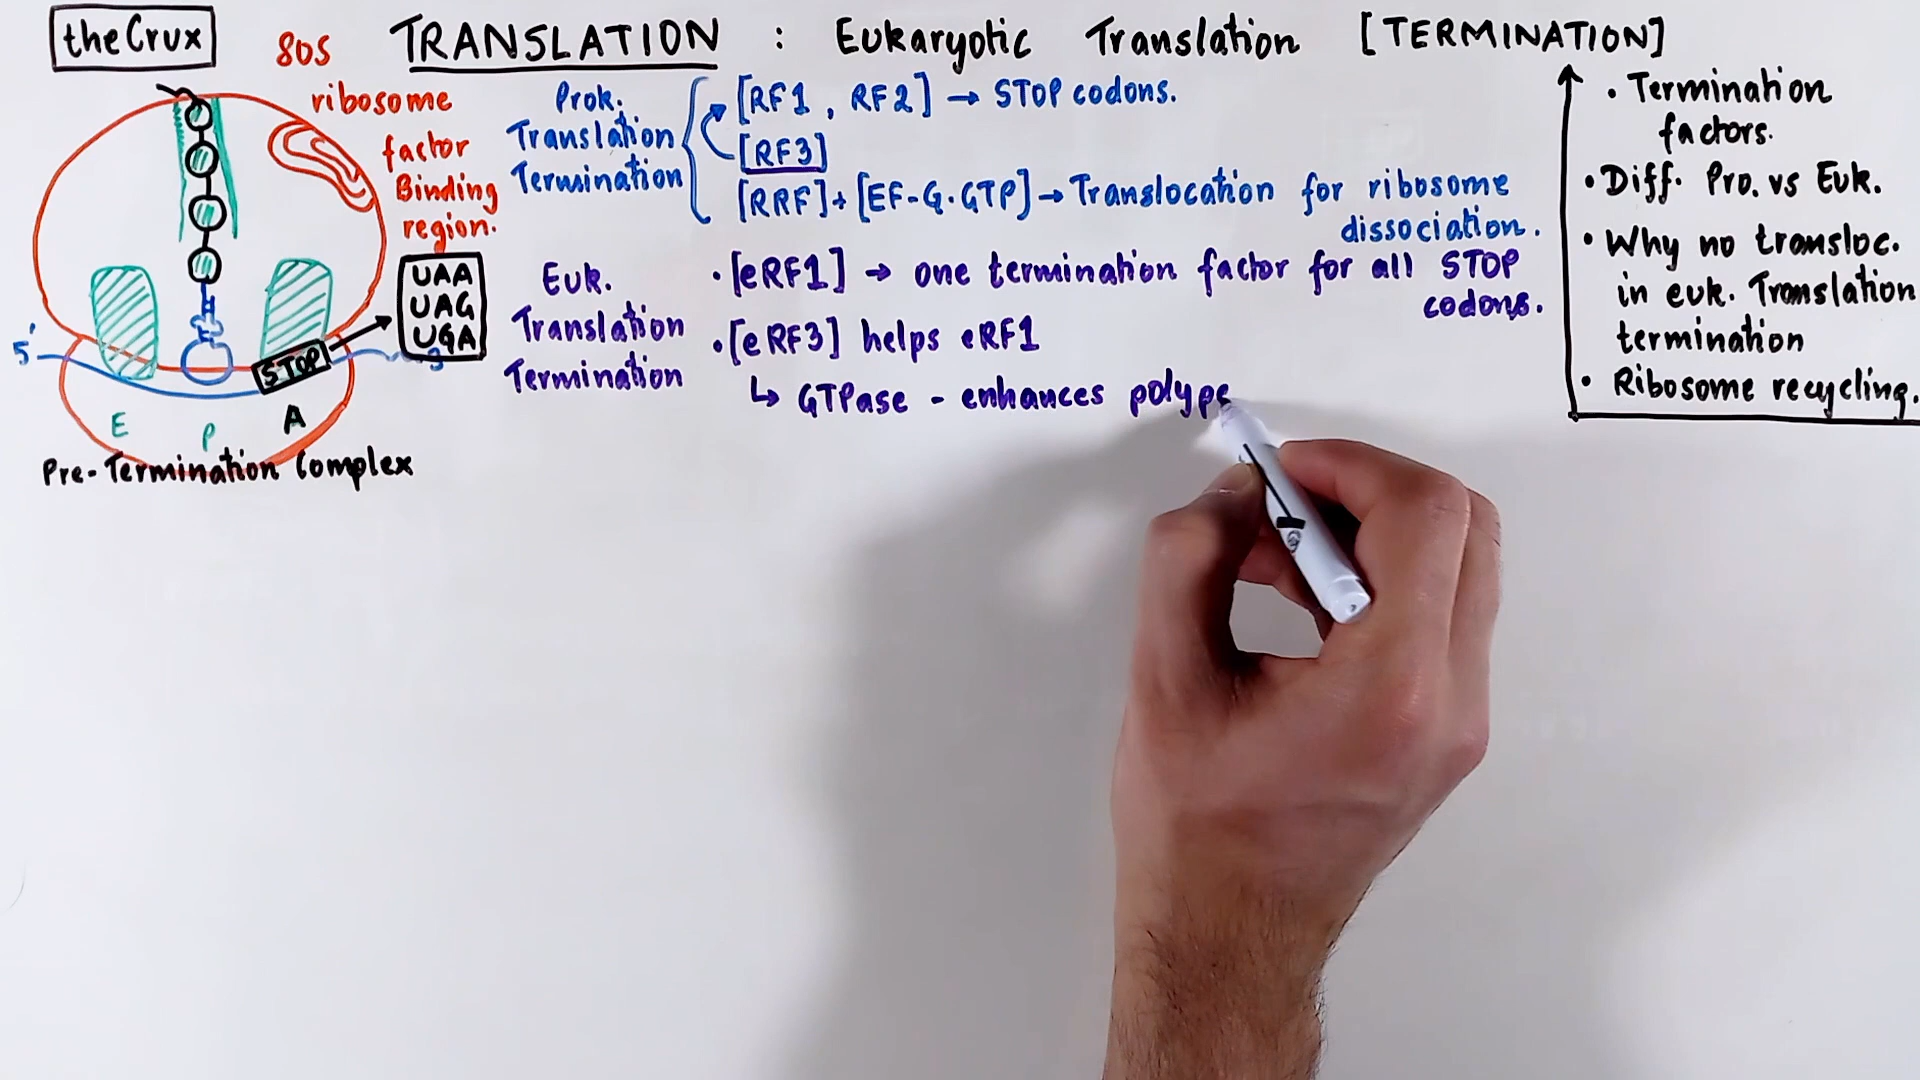 theCrux
TRANSLATION : Eukaryotic Translation [TERMINATION]
80S
ribosome
factor
Binding
region.
UAA
UAG
UGA
5'
STOP
3
E P A
Pre-Termination Complex
Prok.
Translation
Termination
[RF1, RF2] → STOP codons.
[RF3]
[RRF]+[EF-G.GTP]→Translocation for ribosome
dissociation.
Euk.
Translation
Termination
•[eRF1] → one termination factor for all STOP
codons.
•[eRF3] helps eRF1
↳ GTPase - enhances polype
• Termination
factors.
• Diff. Pro. vs Euk.
• Why no transloc.
in euk. Translation
termination
• Ribosome recycling.